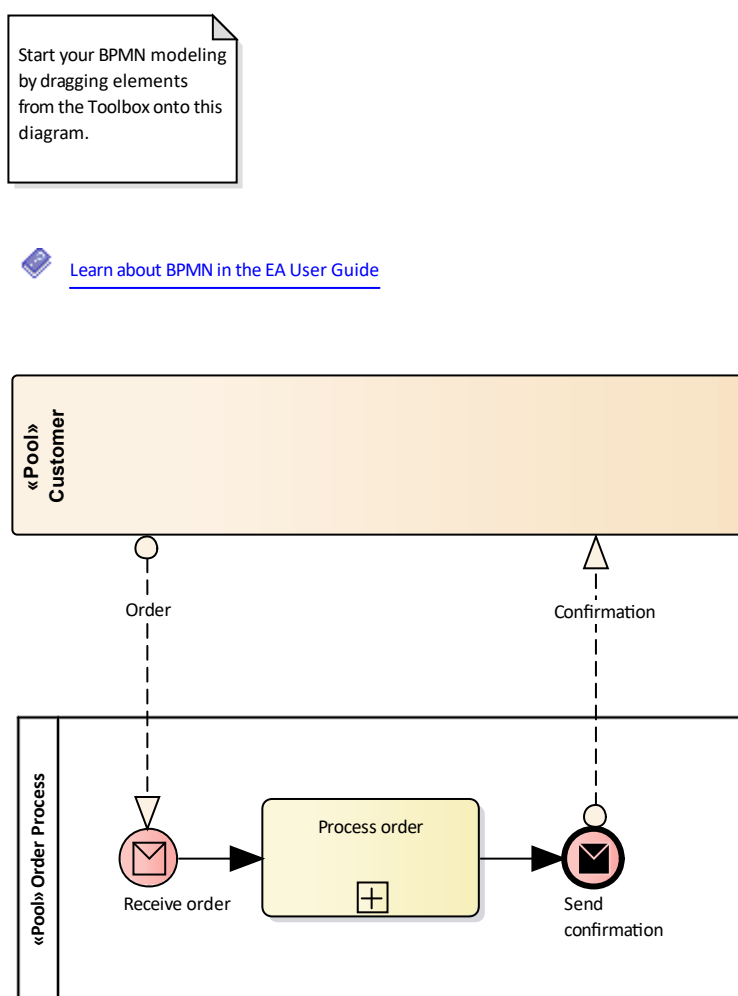 Start your BPMN modeling
by dragging elements
from the Toolbox onto this
diagram.
Learn about BPMN in the EA User Guide
«Pool»
Customer
Order
Confirmation
«Pool» Order Process
Process order
Receive order
Send
confirmation